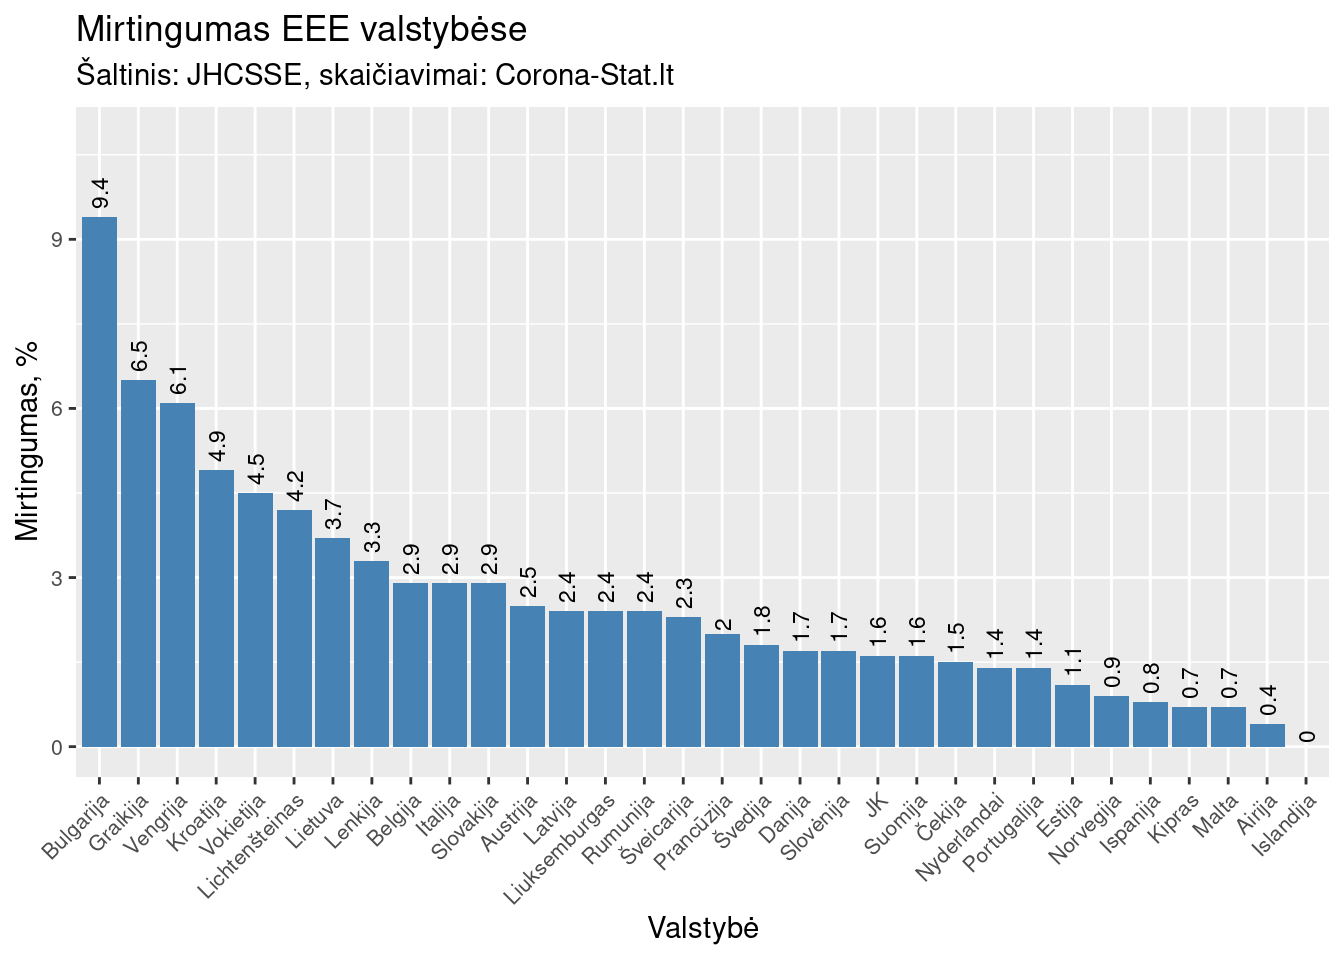 Mirtingumas EEE valstybėse
Šaltinis: JHCSSE, skaičiavimai: Corona-Stat.lt
Mirtingumas, %
9
6
3
0
9.4
6.5
6.1
4.9
4.5
4.2
3.7
3.3
2.9
2.9
2.9
2.5
2.4
2.4
2.4
2.3
2
1.8
1.7
1.7
1.6
1.6
1.5
1.4
1.4
1.1
0.9
0.8
0.7
0.7
0.4
0
Bulgarija
Graikija
Vengrija
Kroatija
Vokietija
Lichtenšteinas
Lietuva
Lenkija
Belgija
Italija
Slovakija
Austrija
Latvija
Liuksemburgas
Rumunija
Šveicarija
Prancūzija
Švedija
Danija
Slovėnija
JK
Suomija
Čekija
Nyderlandai
Portugalija
Estija
Norvegija
Ispanija
Kipras
Malta
Airija
Islandija
Valstybė